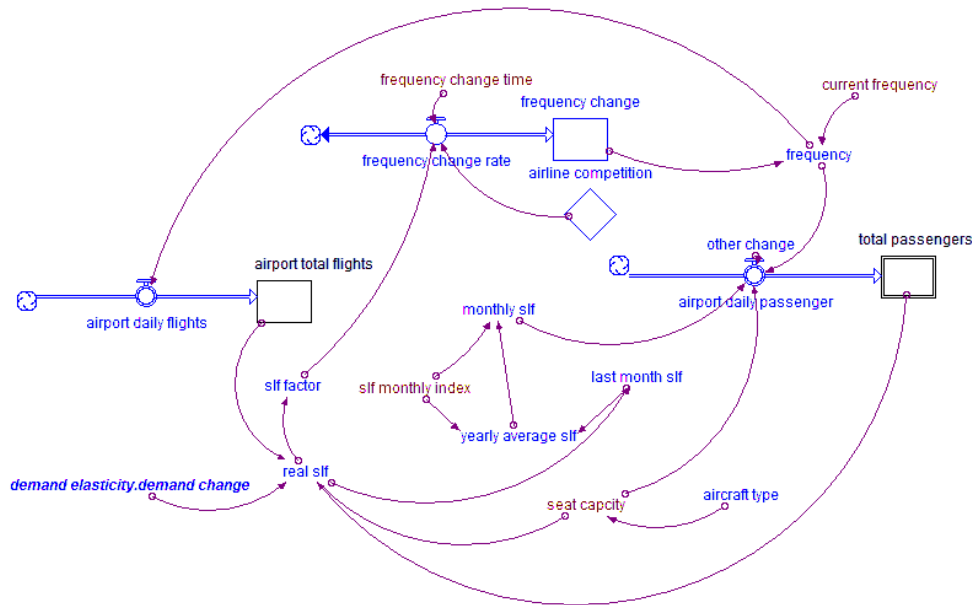 frequency change time
frequency change
current frequency
frequency change rate
airline competition
frequency
other change
total passengers
airport total flights
airport daily flights
airport daily passenger
monthly slf
slf factor
slf monthly index
last month slf
yearly average slf
real slf
demand elasticity.demand change
seat capcity
aircraft type